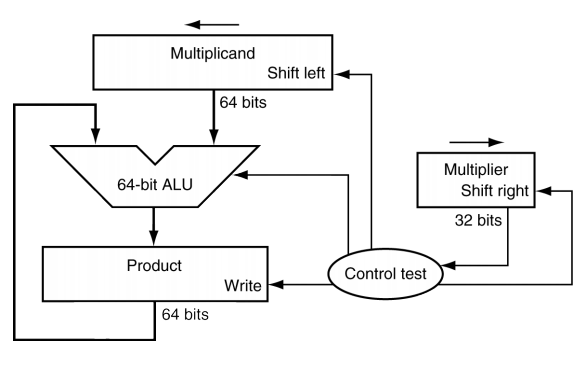 Multiplicand
Shift left
64 bits
64-bit ALU
Multiplier
Shift right
32 bits
Product
Write
Control test
64 bits